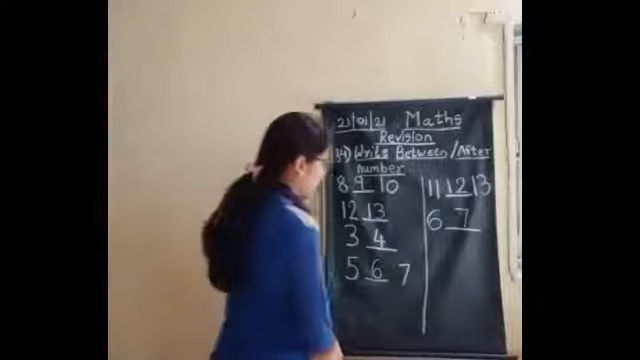 21/01/21 Maths
Revision
Q4) Write Between/After
number
8 9 10
12 13
3 4
5 6 7
11 12 13
6 7